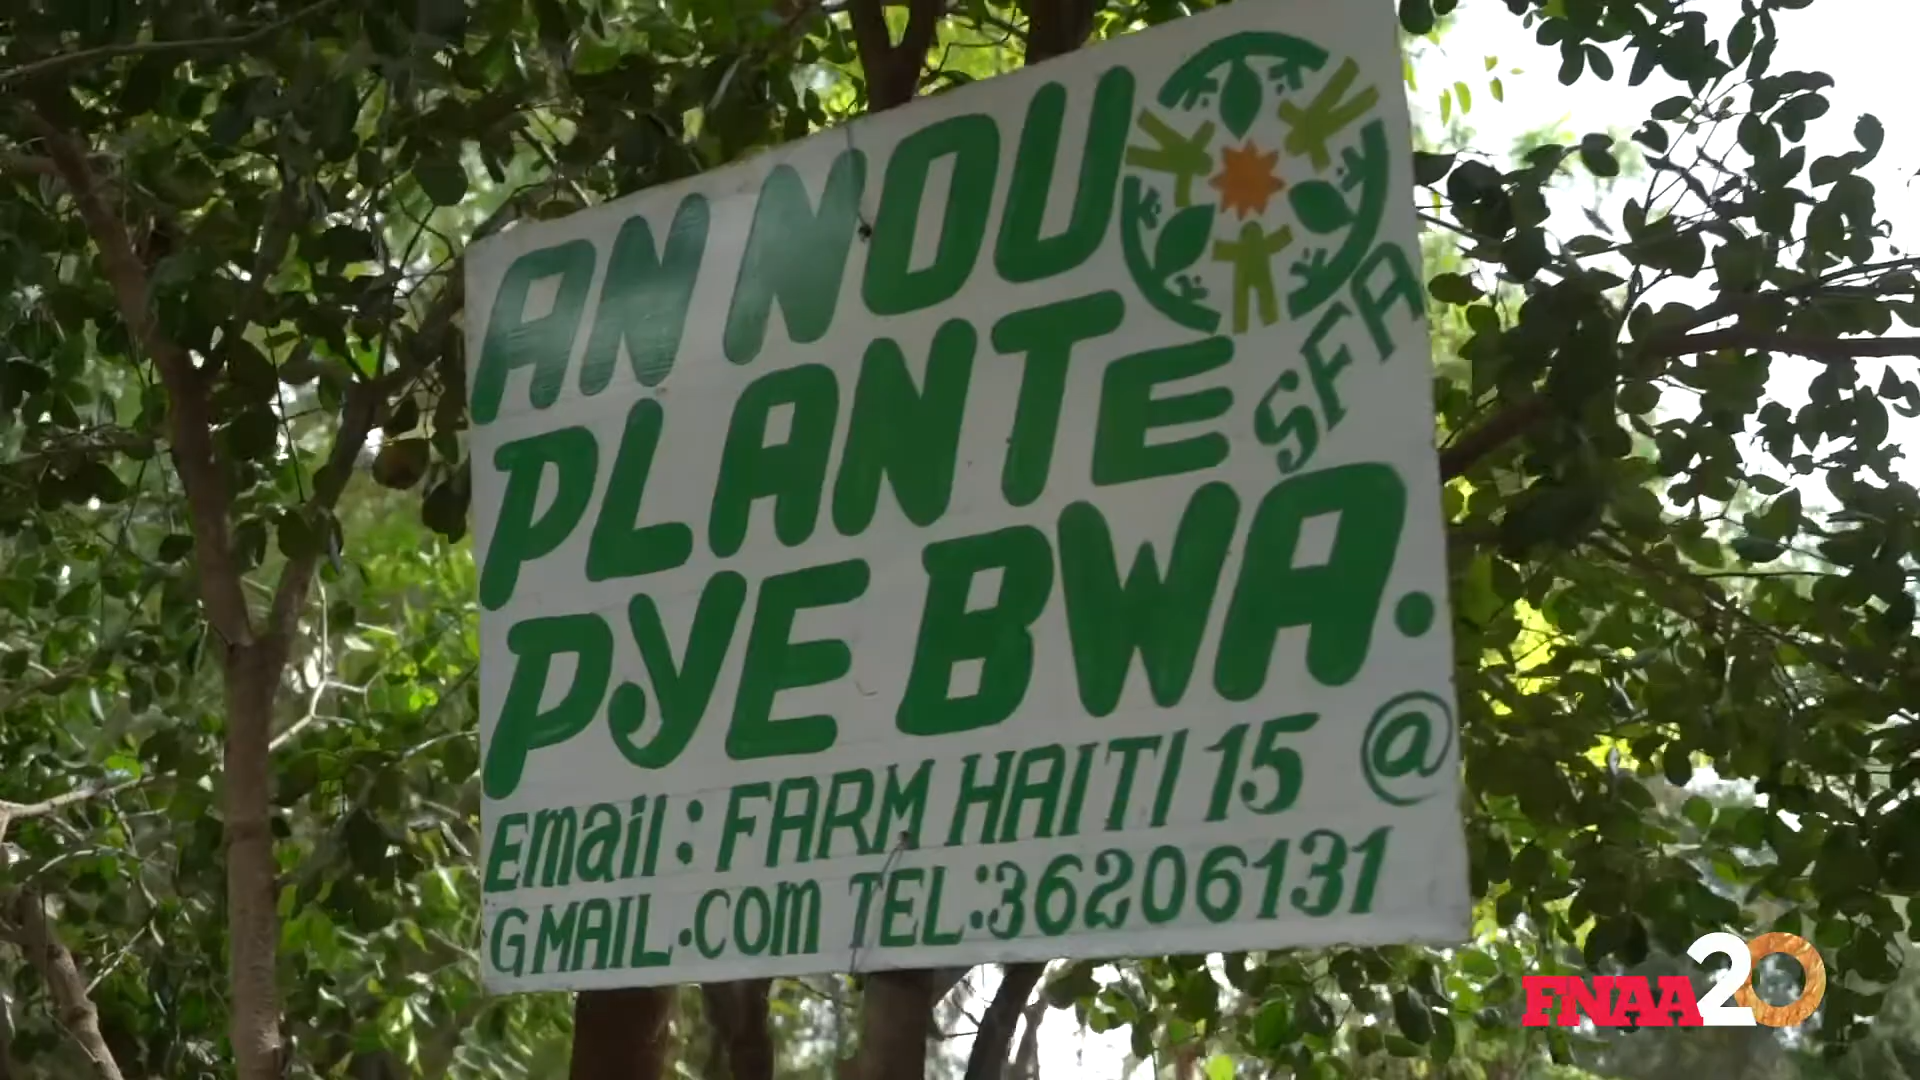 AN NOU
PLANTE
SFA
PYE BWA.
Email: FARM HAITI 15 @
GMAIL.COM TEL:36206131
FNAA20